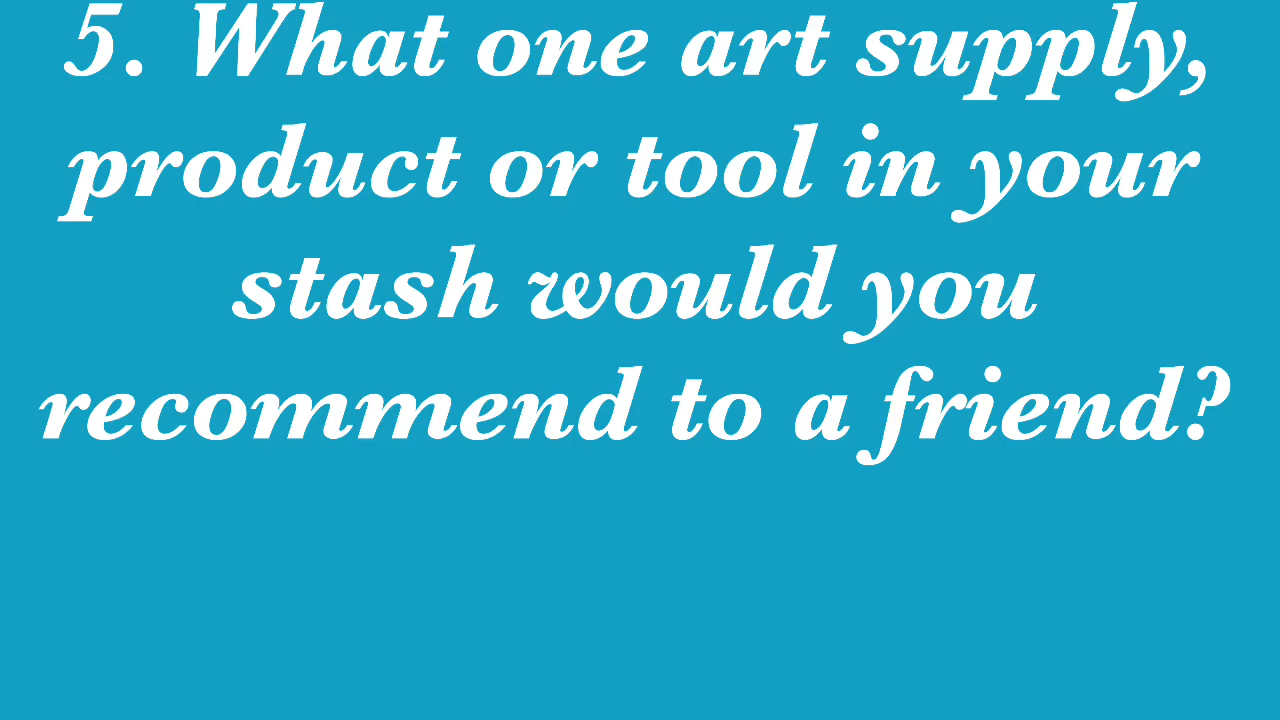 5. What one art supply,
product or tool in your
stash would you
recommend to a friend?